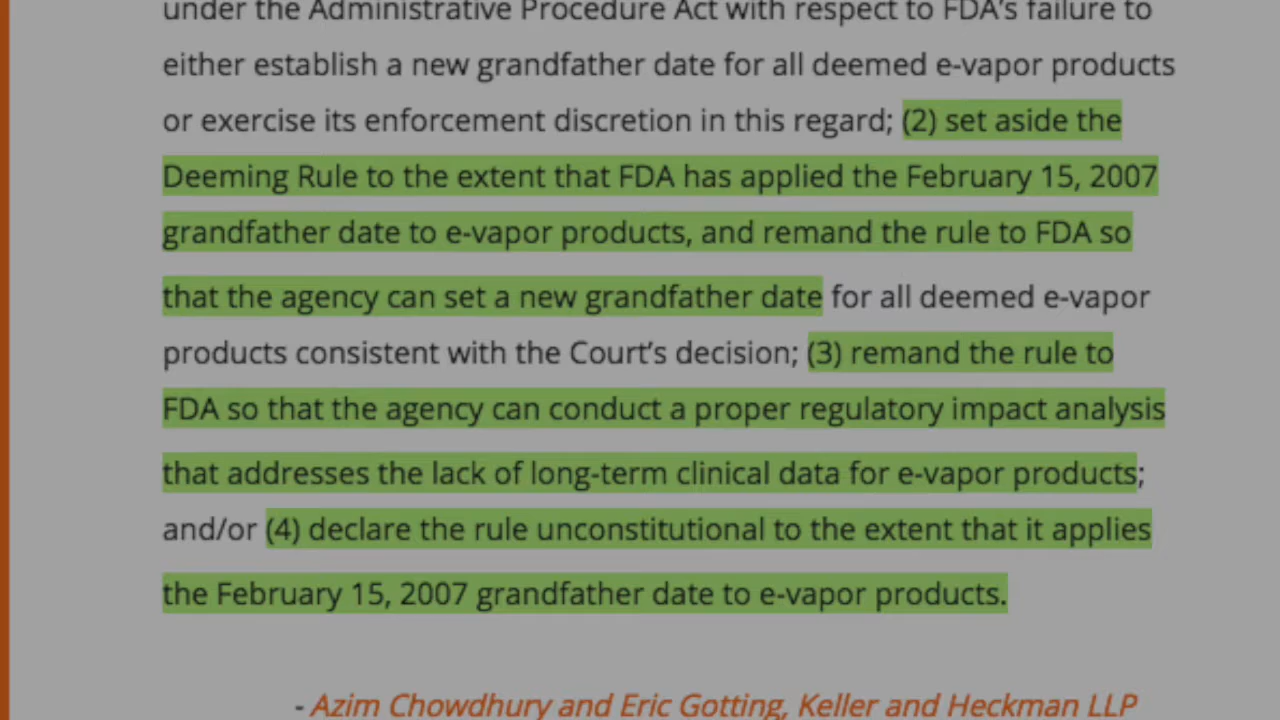 under the Administrative Procedure Act with respect to FDA's failure to
either establish a new grandfather date for all deemed e-vapor products
or exercise its enforcement discretion in this regard; (2) set aside the
Deeming Rule to the extent that FDA has applied the February 15, 2007
grandfather date to e-vapor products, and remand the rule to FDA so
that the agency can set a new grandfather date for all deemed e-vapor
products consistent with the Court's decision; (3) remand the rule to
FDA so that the agency can conduct a proper regulatory impact analysis
that addresses the lack of long-term clinical data for e-vapor products;
and/or (4) declare the rule unconstitutional to the extent that it applies
the February 15, 2007 grandfather date to e-vapor products.
- Azim Chowdhury and Eric Gotting, Keller and Heckman LLP